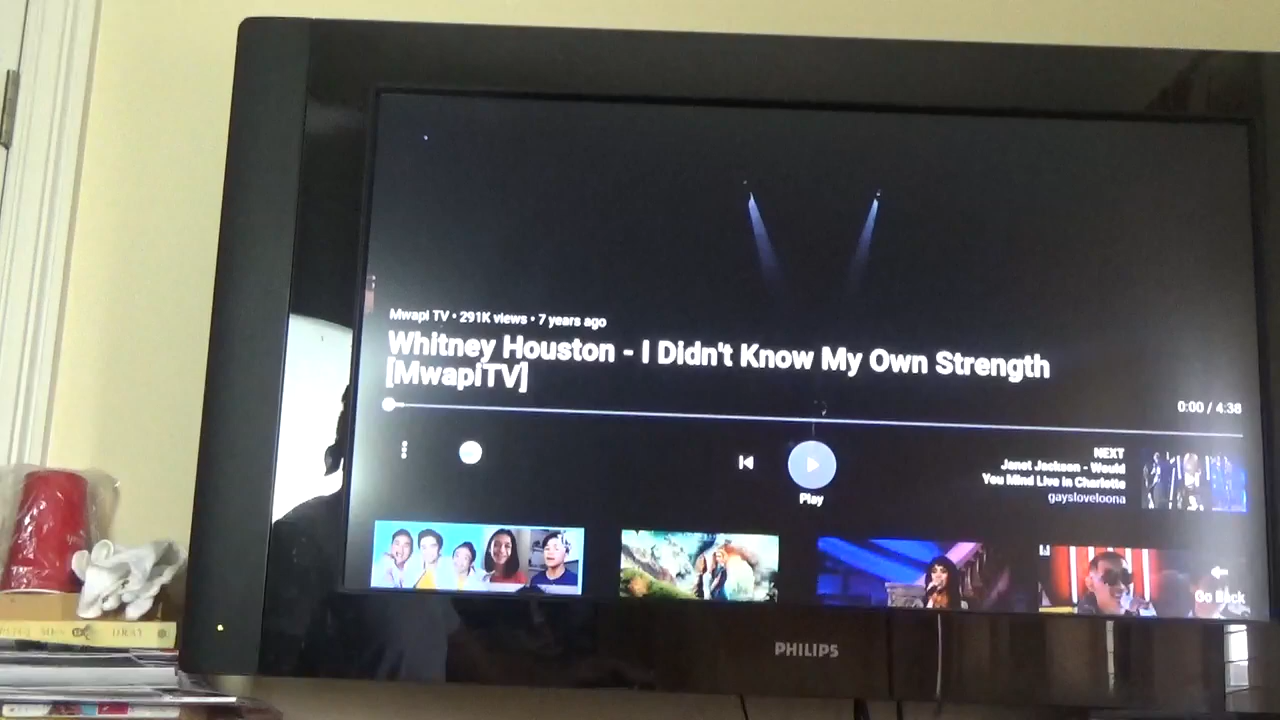 Mwapi TV • 291K views • 7 years ago
Whitney Houston - I Didn't Know My Own Strength
[MwapiTV]
0:00 / 4:38
NEXT
Janet Jackson - Would
You Mind Live in Charlotte
gaysloveloona
Play
Go Back
PHILIPS